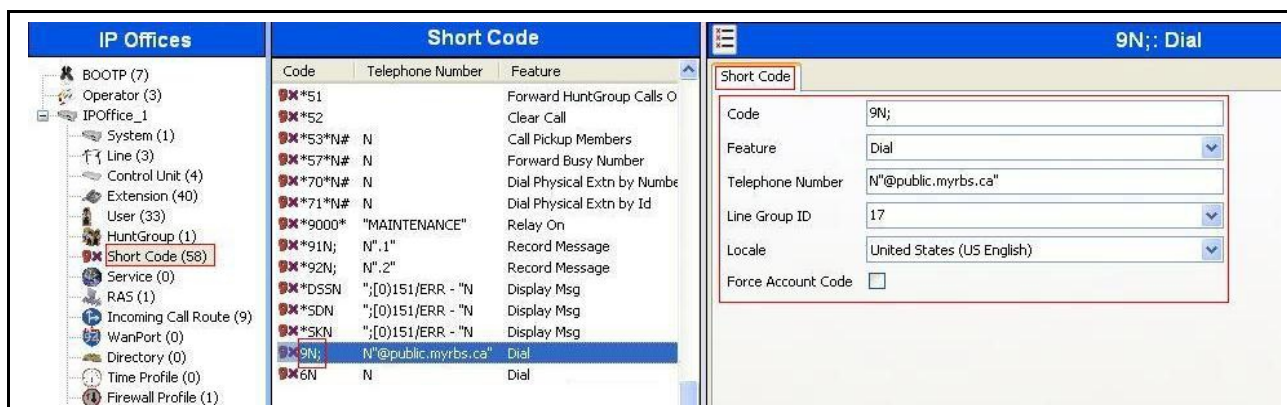 IP Offices
BOOTP (7)
Operator (3)
IPOffice_1
System (1)
Line (3)
Control Unit (4)
Extension (40)
User (33)
HuntGroup (1)
Short Code (58)
Service (0)
RAS (1)
Incoming Call Route (9)
WanPort (0)
Directory (0)
Time Profile (0)
Firewall Profile (1)
Short Code
Code Telephone Number Feature
*51 Forward HuntGroup Calls O
*52 Clear Call
*53*N# N Call Pickup Members
*57*N# N Forward Busy Number
*70*N# N Dial Physical Extn by Numbe
*71*N# N Dial Physical Extn by Id
*9000* "MAINTENANCE" Relay On
*91N; N".1" Record Message
*92N; N".2" Record Message
*DSSN ";[0)151/ERR - "N Display Msg
*SDN ";[0)151/ERR - "N Display Msg
*SKN ";[0)151/ERR - "N Display Msg
9N; N"@public.myrbs.ca" Dial
6N N Dial
9N;: Dial
Short Code
Code 9N;
Feature Dial
Telephone Number N"@public.myrbs.ca"
Line Group ID 17
Locale United States (US English)
Force Account Code